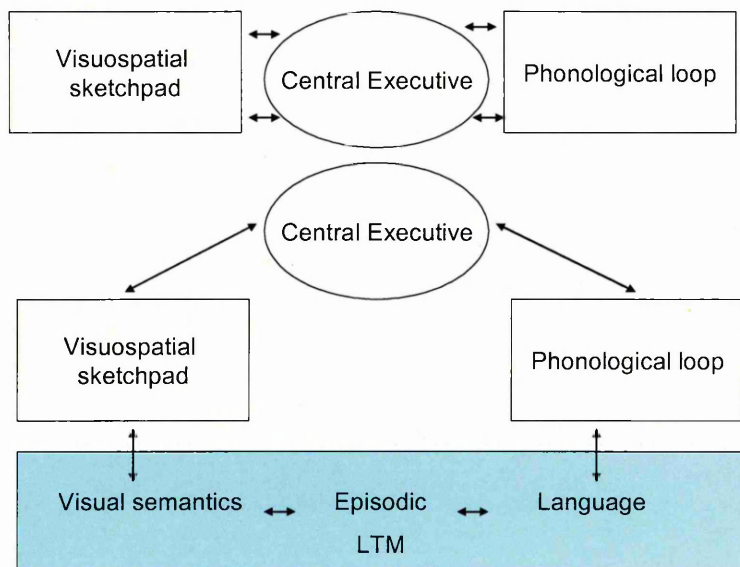 Visuospatial
sketchpad
Central Executive
Phonological loop
Central Executive
Visuospatial
sketchpad
Phonological loop
Visual semantics
Episodic
Language
LTM